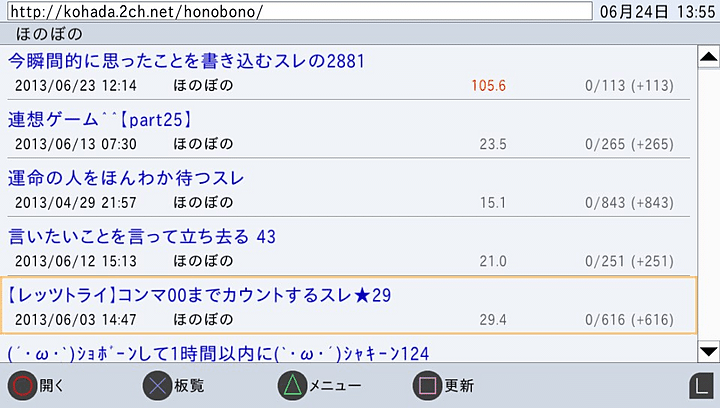 http://kohada.2ch.net/honobono/ 06月24日 13:55
ほのぼの
今瞬間的に思ったことを書き込むスレの2881
2013/06/23 12:14 ほのぼの 105.6 0/113 (+113)
連想ゲーム＾＾【part25】
2013/06/13 07:30 ほのぼの 23.5 0/265 (+265)
運命の人をほんわか待つスレ
2013/04/29 21:57 ほのぼの 15.1 0/843 (+843)
言いたいことを言って立ち去る 43
2013/06/12 15:13 ほのぼの 21.0 0/251 (+251)
【レッツトライ】コンマ00までカウントするスレ★29
2013/06/03 14:47 ほのぼの 29.4 0/616 (+616)
(´･ω･`)ｼｮﾎﾞｰﾝして1時間以内に(`･ω･´)ｼｬｷｰﾝ124
開く 板覧 メニュー 更新 L